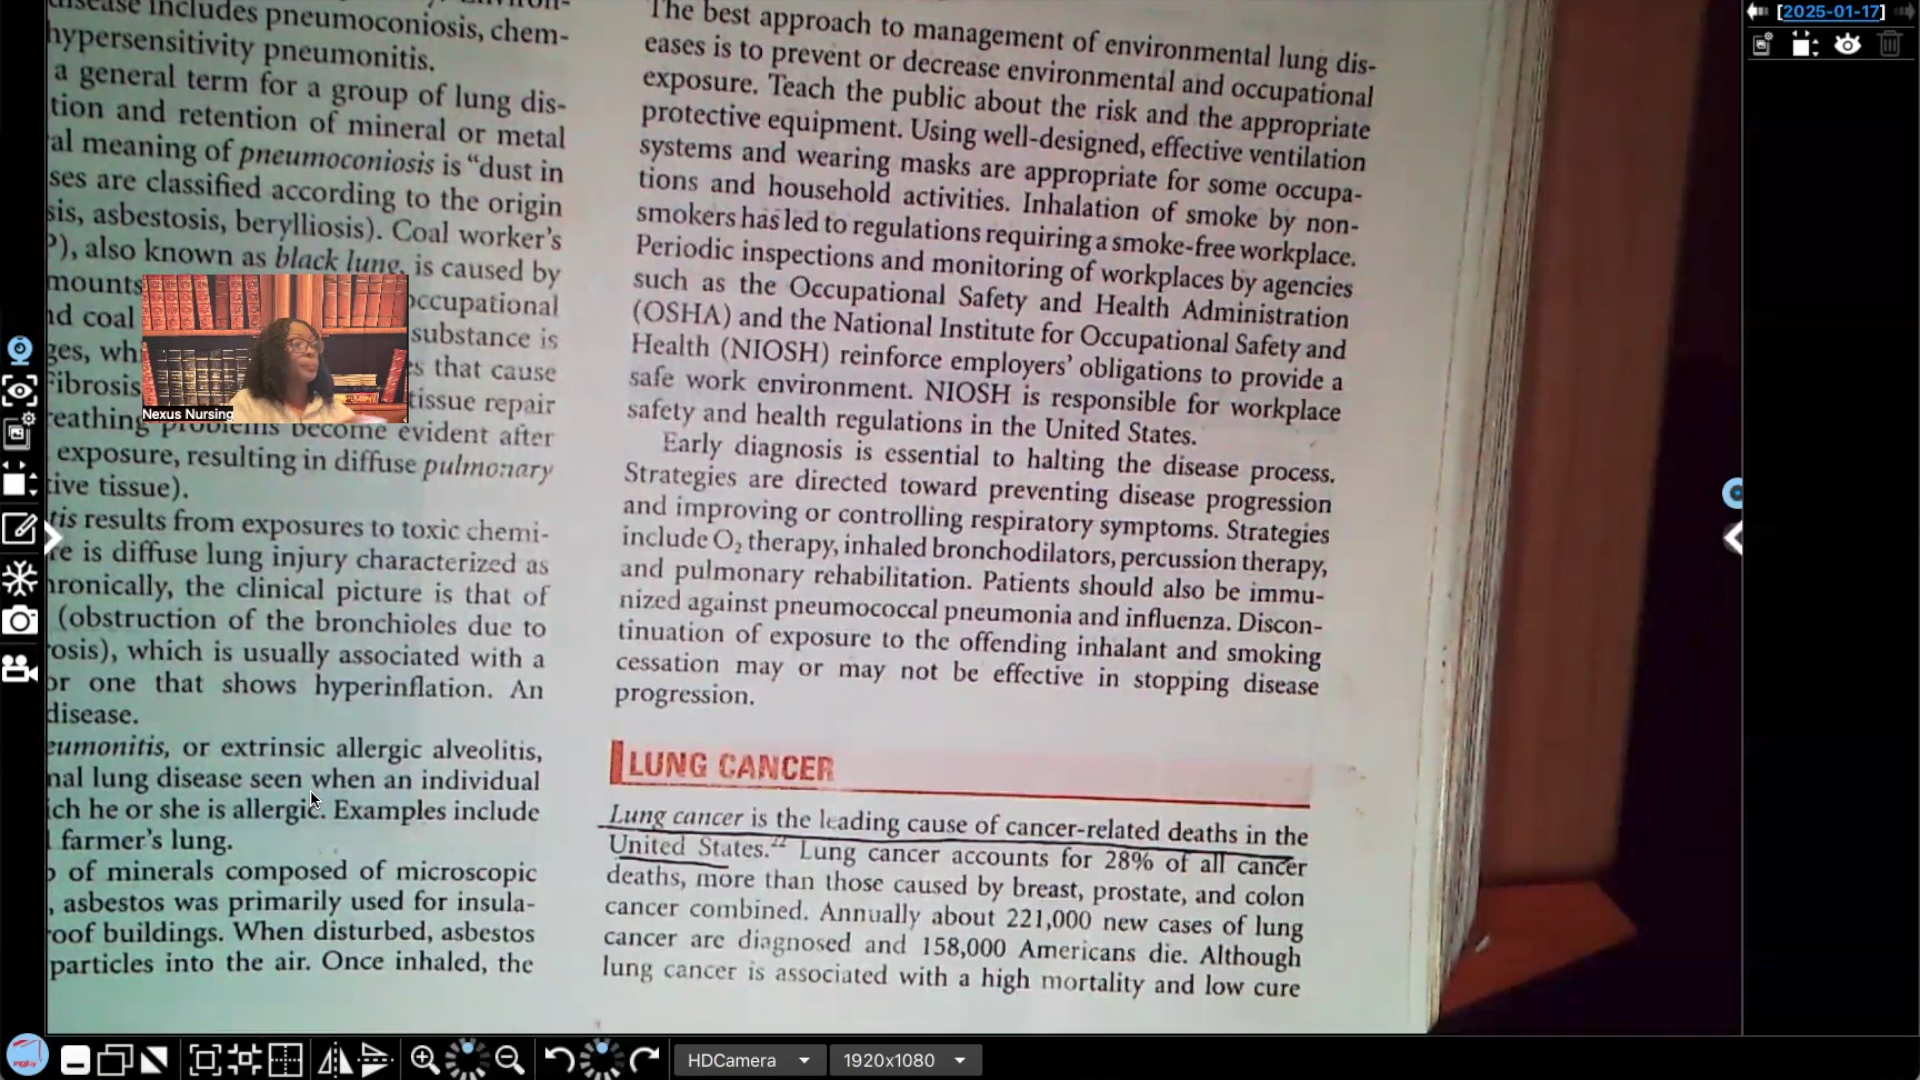 disease includes pneumoconiosis, chem-
hypersensitivity pneumonitis.
a general term for a group of lung dis-
tion and retention of mineral or metal
al meaning of pneumoconiosis is “dust in
ses are classified according to the origin
sis, asbestosis, berylliosis). Coal worker's
P), also known as black lung, is caused by
mounts
occupational
nd coal
substance is
ges, wh
s that cause
Fibrosis
tissue repair
reathing problems become evident after
exposure, resulting in diffuse pulmonary
tive tissue).
tis results from exposures to toxic chemi-
re is diffuse lung injury characterized as
hronically, the clinical picture is that of
(obstruction of the bronchioles due to
rosis), which is usually associated with a
or one that shows hyperinflation. An
disease.
eumonitis, or extrinsic allergic alveolitis,
nal lung disease seen when an individual
ich he or she is allergic. Examples include
farmer's lung.
p of minerals composed of microscopic
, asbestos was primarily used for insula-
oof buildings. When disturbed, asbestos
particles into the air. Once inhaled, the
The best approach to management of environmental lung dis-
eases is to prevent or decrease environmental and occupational
exposure. Teach the public about the risk and the appropriate
protective equipment. Using well-designed, effective ventilation
systems and wearing masks are appropriate for some occupa-
tions and household activities. Inhalation of smoke by non-
smokers has led to regulations requiring a smoke-free workplace.
Periodic inspections and monitoring of workplaces by agencies
such as the Occupational Safety and Health Administration
(OSHA) and the National Institute for Occupational Safety and
Health (NIOSH) reinforce employers' obligations to provide a
safe work environment. NIOSH is responsible for workplace
safety and health regulations in the United States.
Early diagnosis is essential to halting the disease process.
Strategies are directed toward preventing disease progression
and improving or controlling respiratory symptoms. Strategies
include O₂ therapy, inhaled bronchodilators, percussion therapy,
and pulmonary rehabilitation. Patients should also be immu-
nized against pneumococcal pneumonia and influenza. Discon-
tinuation of exposure to the offending inhalant and smoking
cessation may or may not be effective in stopping disease
progression.
LUNG CANCER
Lung cancer is the leading cause of cancer-related deaths in the
United States.²² Lung cancer accounts for 28% of all cancer
deaths, more than those caused by breast, prostate, and colon
cancer combined. Annually about 221,000 new cases of lung
cancer are diagnosed and 158,000 Americans die. Although
lung cancer is associated with a high mortality and low cure
Nexus Nursing
[2025-01-17]
HDCamera
1920x1080